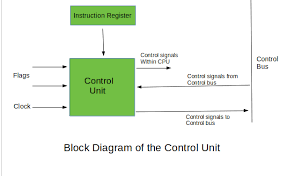 Instruction Register
Control signals
Within CPU
Control
Bus
Flags
Control signals from
Control bus
Control
Unit
Clock
Control signals to
Control bus
Block Diagram of the Control Unit